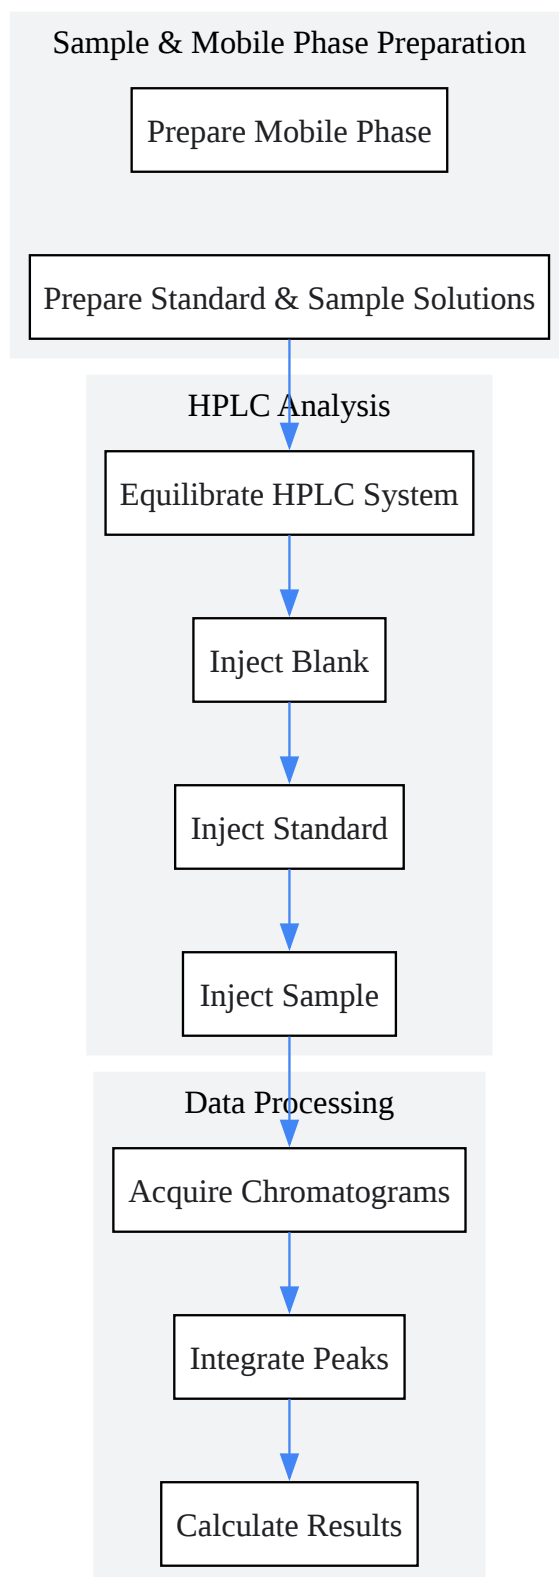 Sample & Mobile Phase Preparation
Prepare Mobile Phase
Prepare Standard & Sample Solutions
HPLC Analysis
Equilibrate HPLC System
Inject Blank
Inject Standard
Inject Sample
Data Processing
Acquire Chromatograms
Integrate Peaks
Calculate Results